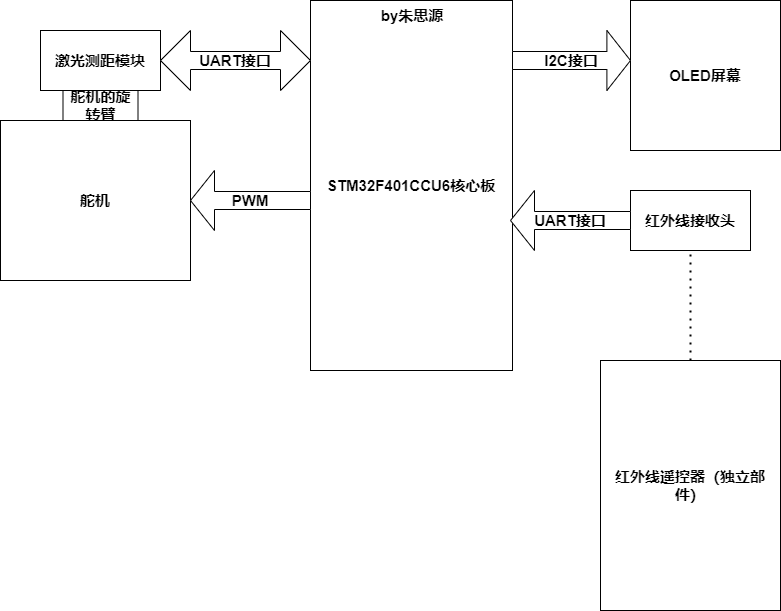 by朱思源
激光测距模块
UART接口
I2C接口
OLED屏幕
舵机的旋
转臂
STM32F401CCU6核心板
舵机
PWM
UART接口
红外线接收头
红外线遥控器（独立部
件）